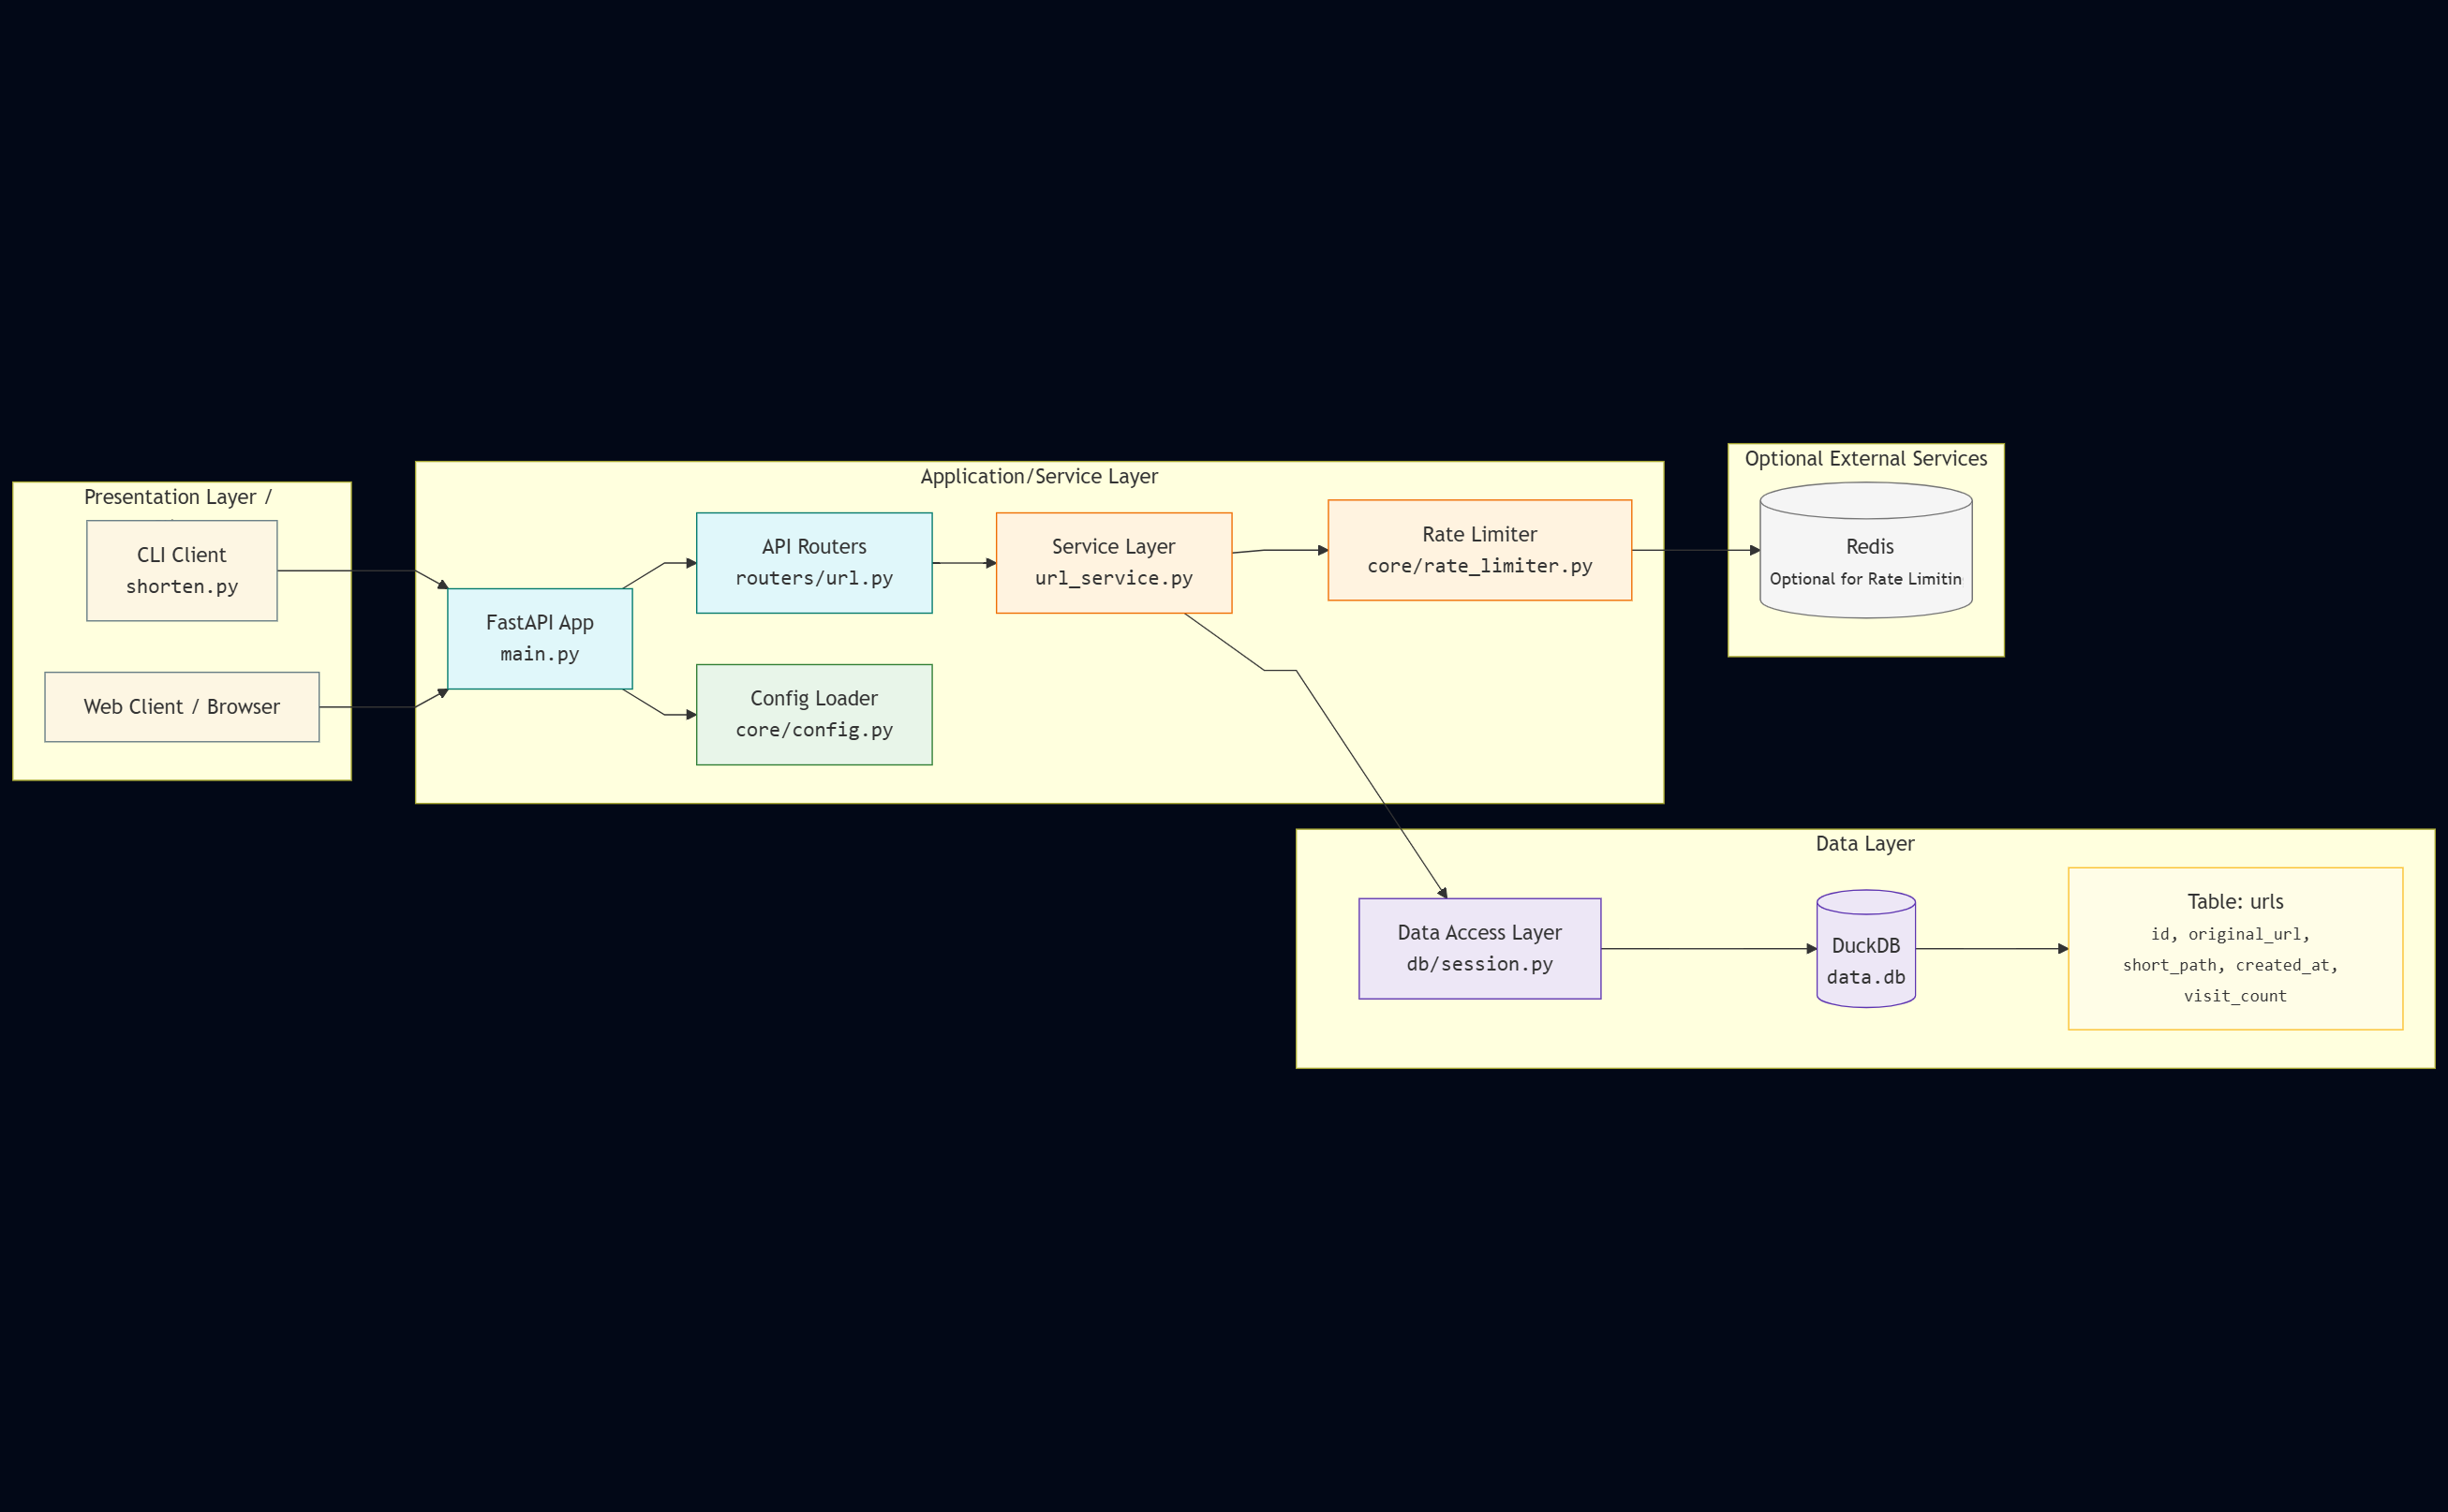 Presentation Layer /
CLI Client
shorten.py
Web Client / Browser
Application/Service Layer
FastAPI App
main.py
API Routers
routers/url.py
Config Loader
core/config.py
Service Layer
url_service.py
Rate Limiter
core/rate_limiter.py
Optional External Services
Redis
Optional for Rate Limitin
Data Layer
Data Access Layer
db/session.py
DuckDB
data.db
Table: urls
id, original_url,
short_path, created_at,
visit_count